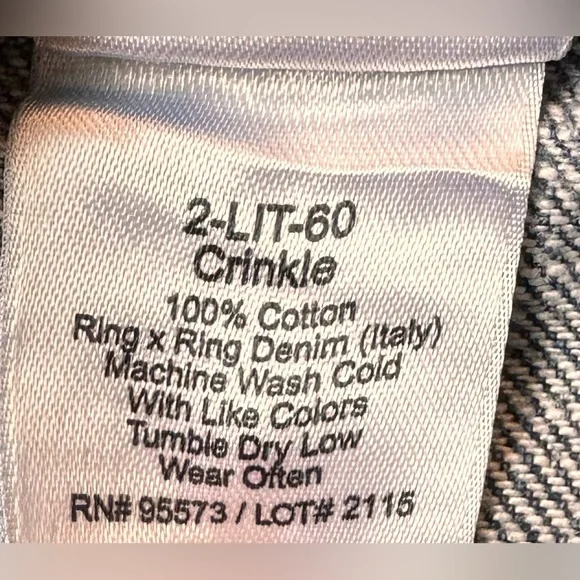 2-LIT-60
Crinkle
100% Cotton
Ring x Ring Denim (Italy)
Machine Wash Cold
With Like Colors
Tumble Dry Low
Wear Often
RN# 95573 / LOT# 2115